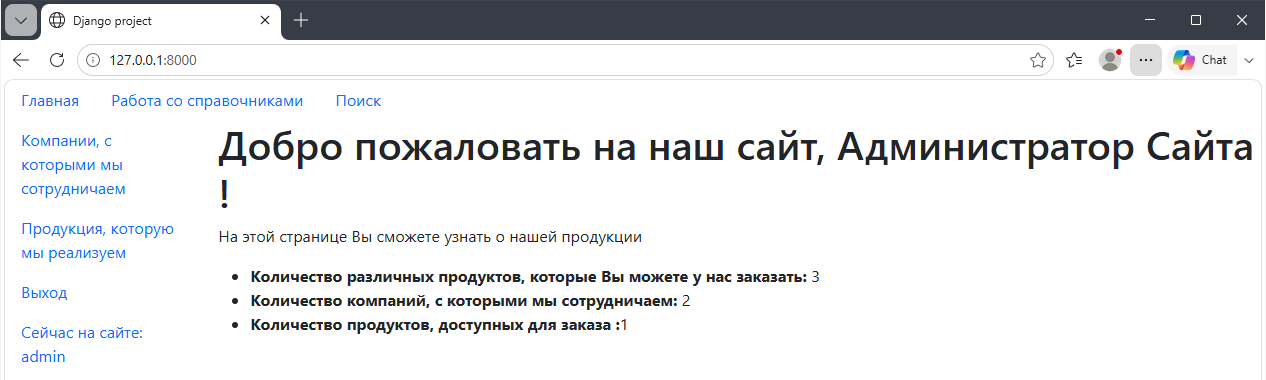 Django project
127.0.0.1:8000
Chat
Главная Работа со справочниками Поиск
Компании, с
которыми мы
сотрудничаем
Продукция, которую
мы реализуем
Выход
Сейчас на сайте:
admin
Добро пожаловать на наш сайт, Администратор Сайта
!
На этой странице Вы сможете узнать о нашей продукции
Количество различных продуктов, которые Вы можете у нас заказать: 3
Количество компаний, с которыми мы сотрудничаем: 2
Количество продуктов, доступных для заказа :1